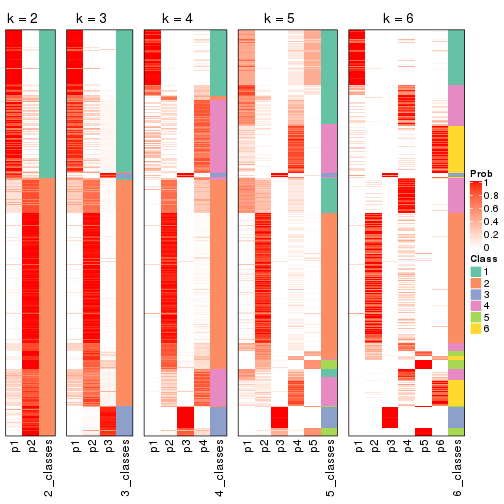 k = 2
k = 3
k = 4
k = 5
k = 6
p1
p2
2_classes
p1
p2
p3
3_classes
p1
p2
p3
p4
4_classes
p1
p2
p3
p4
p5
5_classes
p1
p2
p3
p4
p5
p6
6_classes
Prob
1
0.8
0.6
0.4
0.2
0
Class
1
2
3
4
5
6